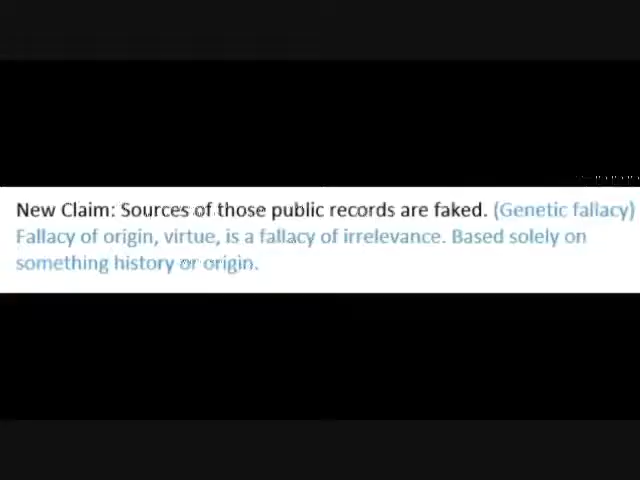 New Claim: Sources of those public records are faked. (Genetic fallacy)
Fallacy of origin, virtue, is a fallacy of irrelevance. Based solely on
something history or origin.